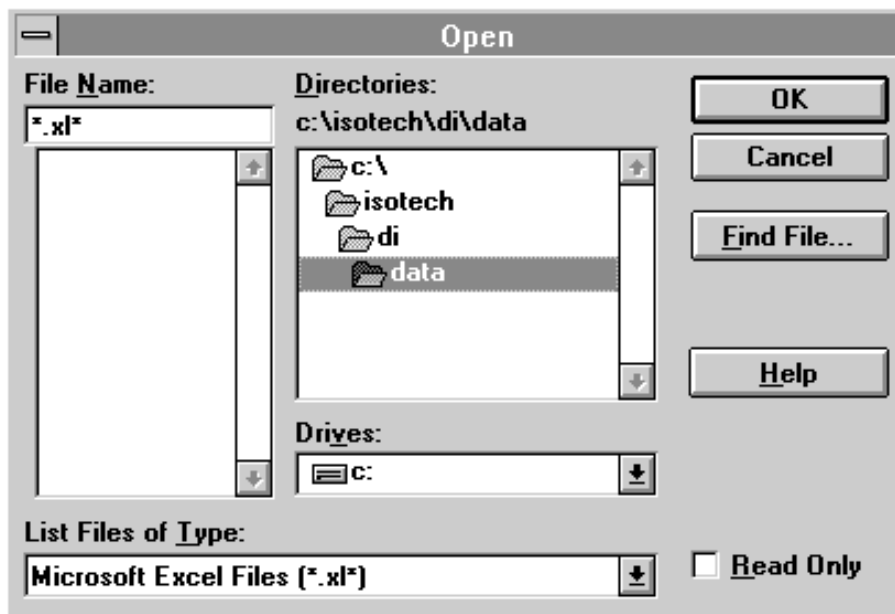 Open
File Name:
*.xl*
Directories:
c:\isotech\di\data
c:\
isotech
di
data
Drives:
c:
List Files of Type:
Microsoft Excel Files (*.xl*)
OK
Cancel
Find File...
Help
Read Only